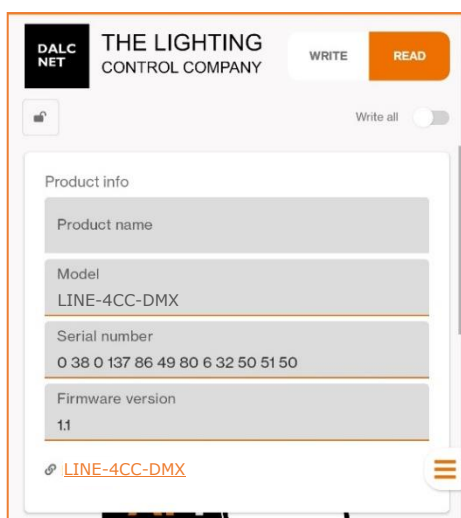 DALC
NET
THE LIGHTING
CONTROL COMPANY
WRITE
READ
Write all
Product info
Product name
Model
LINE-4CC-DMX
Serial number
0 38 0 137 86 49 80 6 32 50 51 50
Firmware version
1.1
LINE-4CC-DMX